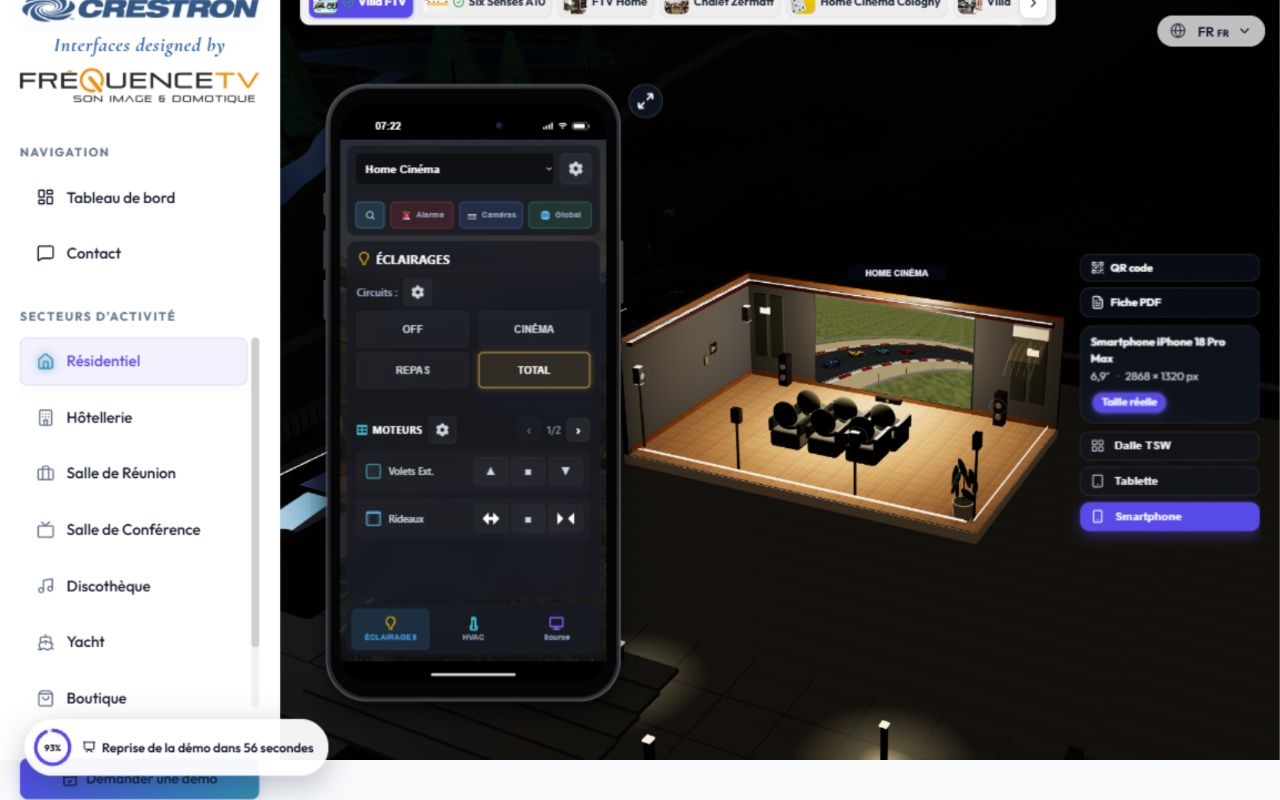 CRESTRON
Interfaces designed by
FRÉQUENCETV
SON IMAGE & DOMOTIQUE
NAVIGATION
Tableau de bord
Contact
SECTEURS D'ACTIVITÉ
Résidentiel
Hôtellerie
Salle de Réunion
Salle de Conférence
Discothèque
Yacht
Boutique
93%
Reprise de la démo dans 56 secondes
Demander une démo
Villa FTV
Six Senses A10
FTV Home
Chalet Zermatt
Home Cinema Cologny
Villa
FR FR
07:22
Home Cinéma
Alarme
Caméras
Global
ÉCLAIRAGES
Circuits :
OFF
CINÉMA
REPAS
TOTAL
MOTEURS
1/2
Volets Ext.
Rideaux
ÉCLAIRAGES
HVAC
Source
HOME CINÉMA
QR code
Fiche PDF
Smartphone iPhone 18 Pro
Max
6,9" · 2868 × 1320 px
Taille réelle
Dalle TSW
Tablette
Smartphone